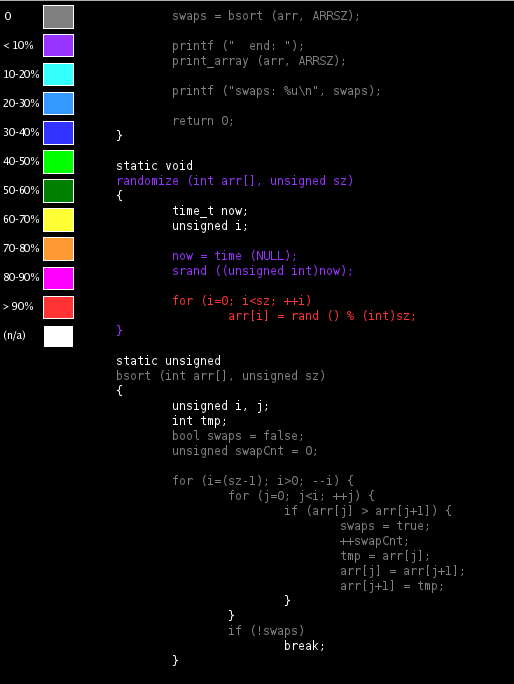 0
< 10%
10-20%
20-30%
30-40%
40-50%
50-60%
60-70%
70-80%
80-90%
> 90%
(n/a)
swaps = bsort (arr, ARRSZ);
printf ("  end: ");
print_array (arr, ARRSZ);
printf ("swaps: %u\n", swaps);
return 0;
}
static void
randomize (int arr[], unsigned sz)
{
time_t now;
unsigned i;
now = time (NULL);
srand ((unsigned int)now);
for (i=0; i<sz; ++i)
arr[i] = rand () % (int)sz;
}
static unsigned
bsort (int arr[], unsigned sz)
{
unsigned i, j;
int tmp;
bool swaps = false;
unsigned swapCnt = 0;
for (i=(sz-1); i>0; --i) {
for (j=0; j<i; ++j) {
if (arr[j] > arr[j+1]) {
swaps = true;
++swapCnt;
tmp = arr[j];
arr[j] = arr[j+1];
arr[j+1] = tmp;
}
}
if (!swaps)
break;
}